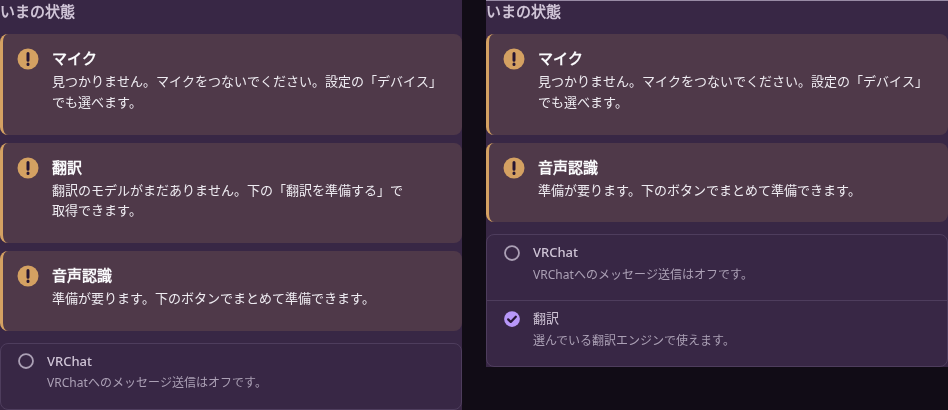 いまの状態
マイク
見つかりません。マイクをつないでください。設定の「デバイス」
でも選べます。
翻訳
翻訳のモデルがまだありません。下の「翻訳を準備する」で
取得できます。
音声認識
準備が要ります。下のボタンでまとめて準備できます。
VRChat
VRChatへのメッセージ送信はオフです。
いまの状態
マイク
見つかりません。マイクをつないでください。設定の「デバイス」
でも選べます。
音声認識
準備が要ります。下のボタンでまとめて準備できます。
VRChat
VRChatへのメッセージ送信はオフです。
翻訳
選んでいる翻訳エンジンで使えます。